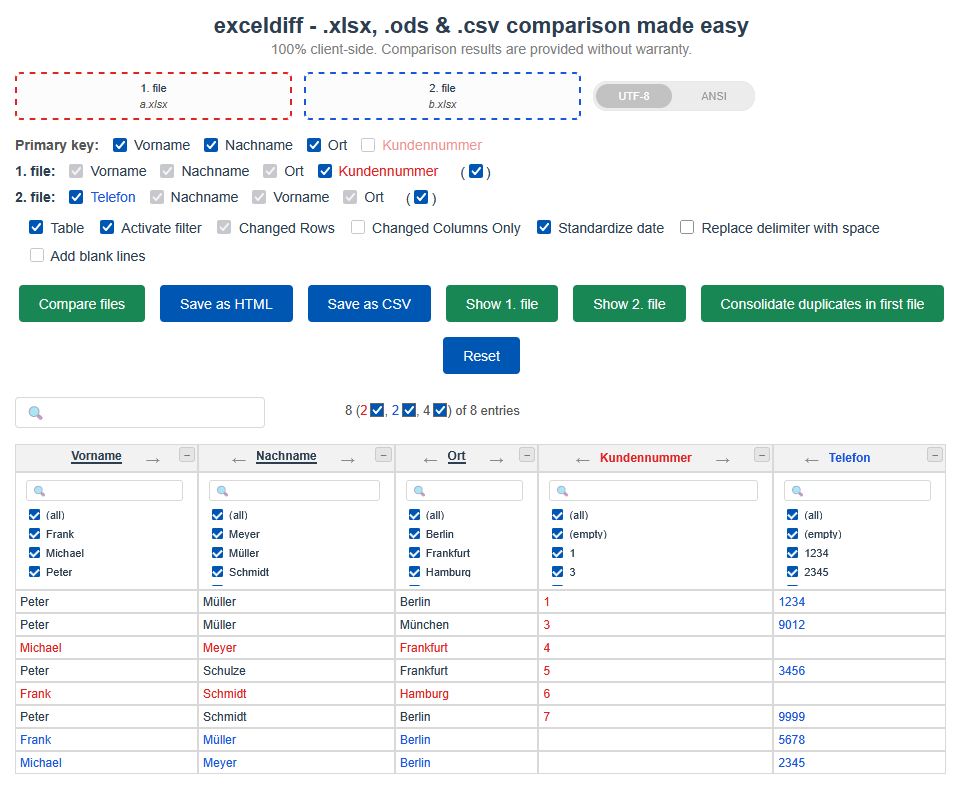 exceldiff - .xlsx, .ods & .csv comparison made easy
100% client-side. Comparison results are provided without warranty.
1. file
a.xlsx
2. file
b.xlsx
UTF-8 ANSI
Primary key: Vorname Nachname Ort Kundennummer
1. file: Vorname Nachname Ort Kundennummer ( )
2. file: Telefon Nachname Vorname Ort ( )
Table Activate filter Changed Rows Changed Columns Only Standardize date Replace delimiter with space
Add blank lines
Compare files Save as HTML Save as CSV Show 1. file Show 2. file Consolidate duplicates in first file
Reset
8 (2 , 2 , 4 ) of 8 entries
Vorname → − ← Nachname → − ← Ort → − ← Kundennummer → − ← Telefon −
(all) (all) (all) (all) (all)
Frank Meyer Berlin (empty) (empty)
Michael Müller Frankfurt 1 1234
Peter Schmidt Hamburg 3 2345
Peter Müller Berlin 1 1234
Peter Müller München 3 9012
Michael Meyer Frankfurt 4
Peter Schulze Frankfurt 5 3456
Frank Schmidt Hamburg 6
Peter Schmidt Berlin 7 9999
Frank Müller Berlin 5678
Michael Meyer Berlin 2345